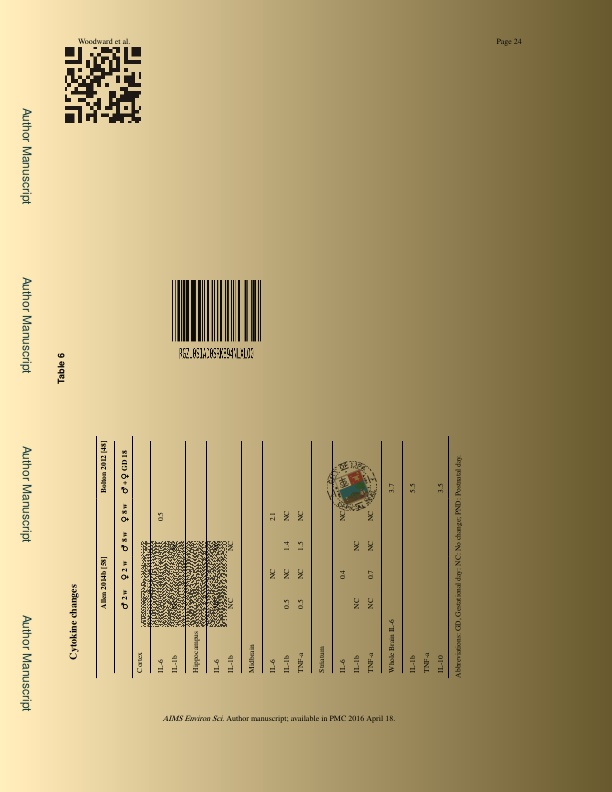 Woodward et al.
Page 24
Author Manuscript
Author Manuscript
Author Manuscript
Author Manuscript
Table 6
Cytokine changes
Allen 2014b [58] Bolton 2012 [48]
♂ 2w ♀ 2 w ♂ 8w ♀ 8w ♂ + ♀ GD 18
Cortex
IL-6 0.5
IL-1b
Hippocampus
IL-6
IL-1b NC NC
Midbrain
IL-6 NC 2.1
IL-1b 0.5 NC 1.4 NC
TNF-a 0.5 NC 1.5 NC
Striatum
IL-6 0.4 NC
IL-1b NC NC
TNF-a NC 0.7 NC
Whole Brain IL-6 3.7
IL-1b 5.5
TNF-a
IL-10 3.5
Abbreviations: GD, Gestational day: NC: No change; PND: Postnatal day.
AIMS Environ Sci. Author manuscript; available in PMC 2016 April 18.